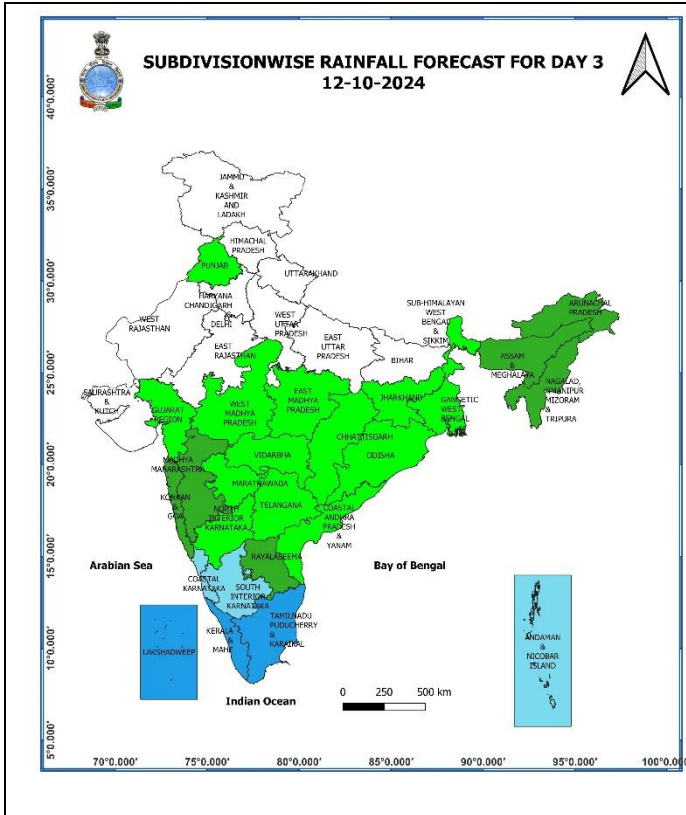 SUBDIVISIONWISE RAINFALL FORECAST FOR DAY 3
12-10-2024
40°0.000'
35°0.000'
30°0.000'
25°0.000'
20°0.000'
15°0.000'
10°0.000'
5°0.000'
JAMMU
&
KASHMIR
AND
LADAKH
HIMACHAL
PRADESH
PUNJAB
UTTARAKHAND
HARYANA
CHANDIGARH
&
DELHI
WEST
RAJASTHAN
WEST
UTTAR
PRADESH
EAST
RAJASTHAN
EAST
UTTAR
PRADESH
BIHAR
SUB-HIMALAYAN
WEST
BENGAL
&
SIKKIM
ARUNACHAL
PRADESH
ASSAM
&
MEGHALAYA
NAGALAD,
MANIPUR
MIZORAM
&
TRIPURA
SAURASHTRA
&
KUTCH
GUJARAT
REGION
WEST
MADHYA
PRADESH
EAST
MADHYA
PRADESH
JHARKHAND
GANGETIC
WEST
BENGAL
CHHATISGARH
ODISHA
VIDARBHA
MADHYA
MAHARASHTRA
MARATHWADA
KONKAN
&
GOA
NORTH
INTERIOR
KARNATAKA
TELANGANA
COASTAL
ANDHRA
PRADESH
&
YANAM
RAYALASEEMA
Arabian Sea
Bay of Bengal
COASTAL
KARNATAKA
SOUTH
INTERIOR
KARNATAKA
TAMILNADU
PUDUCHERRY
&
KARAIKAL
KERALA
&
MAHE
LAKSHADWEEP
ANDAMAN
&
NICOBAR
ISLAND
Indian Ocean
0 250 500 km
70°0.000' 75°0.000' 80°0.000' 85°0.000' 90°0.000' 95°0.000' 100°0.000'